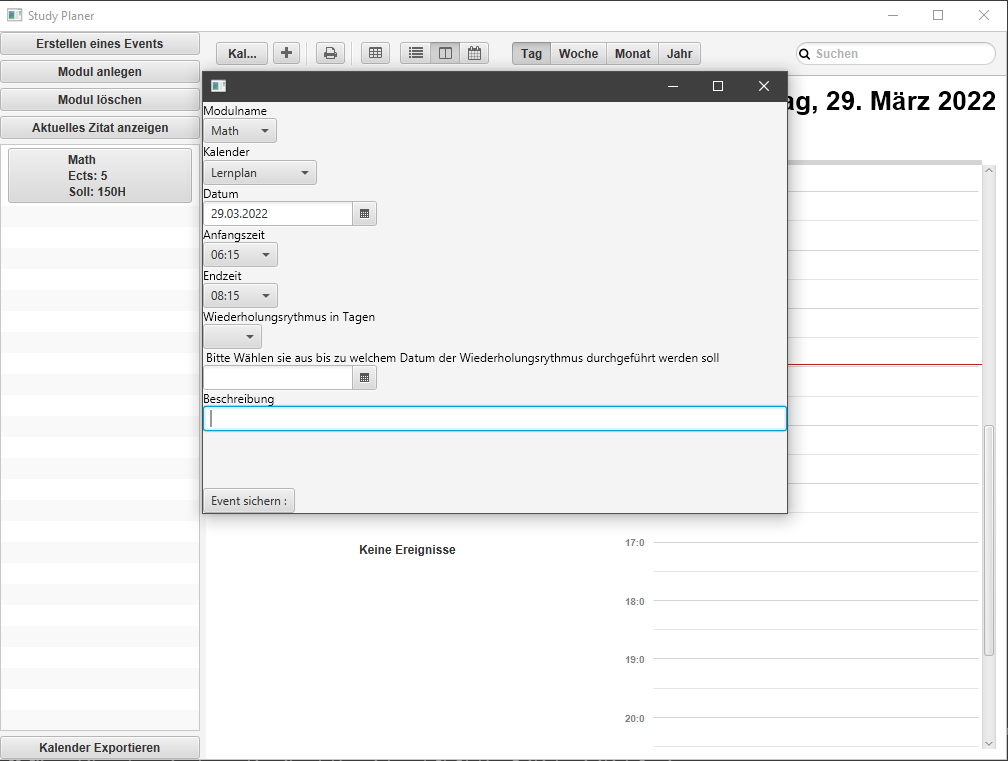 Study Planer
Erstellen eines Events
Modul anlegen
Modul löschen
Aktuelles Zitat anzeigen
Math
Ects: 5
Soll: 150H
Kalender Exportieren
Kal...
Tag Woche Monat Jahr
Suchen
ag, 29. März 2022
Modulname
Math
Kalender
Lernplan
Datum
29.03.2022
Anfangszeit
06:15
Endzeit
08:15
Wiederholungsrythmus in Tagen
Bitte Wählen sie aus bis zu welchem Datum der Wiederholungsrythmus durchgeführt werden soll
Beschreibung
Event sichern :
Keine Ereignisse
17:0
18:0
19:0
20:0